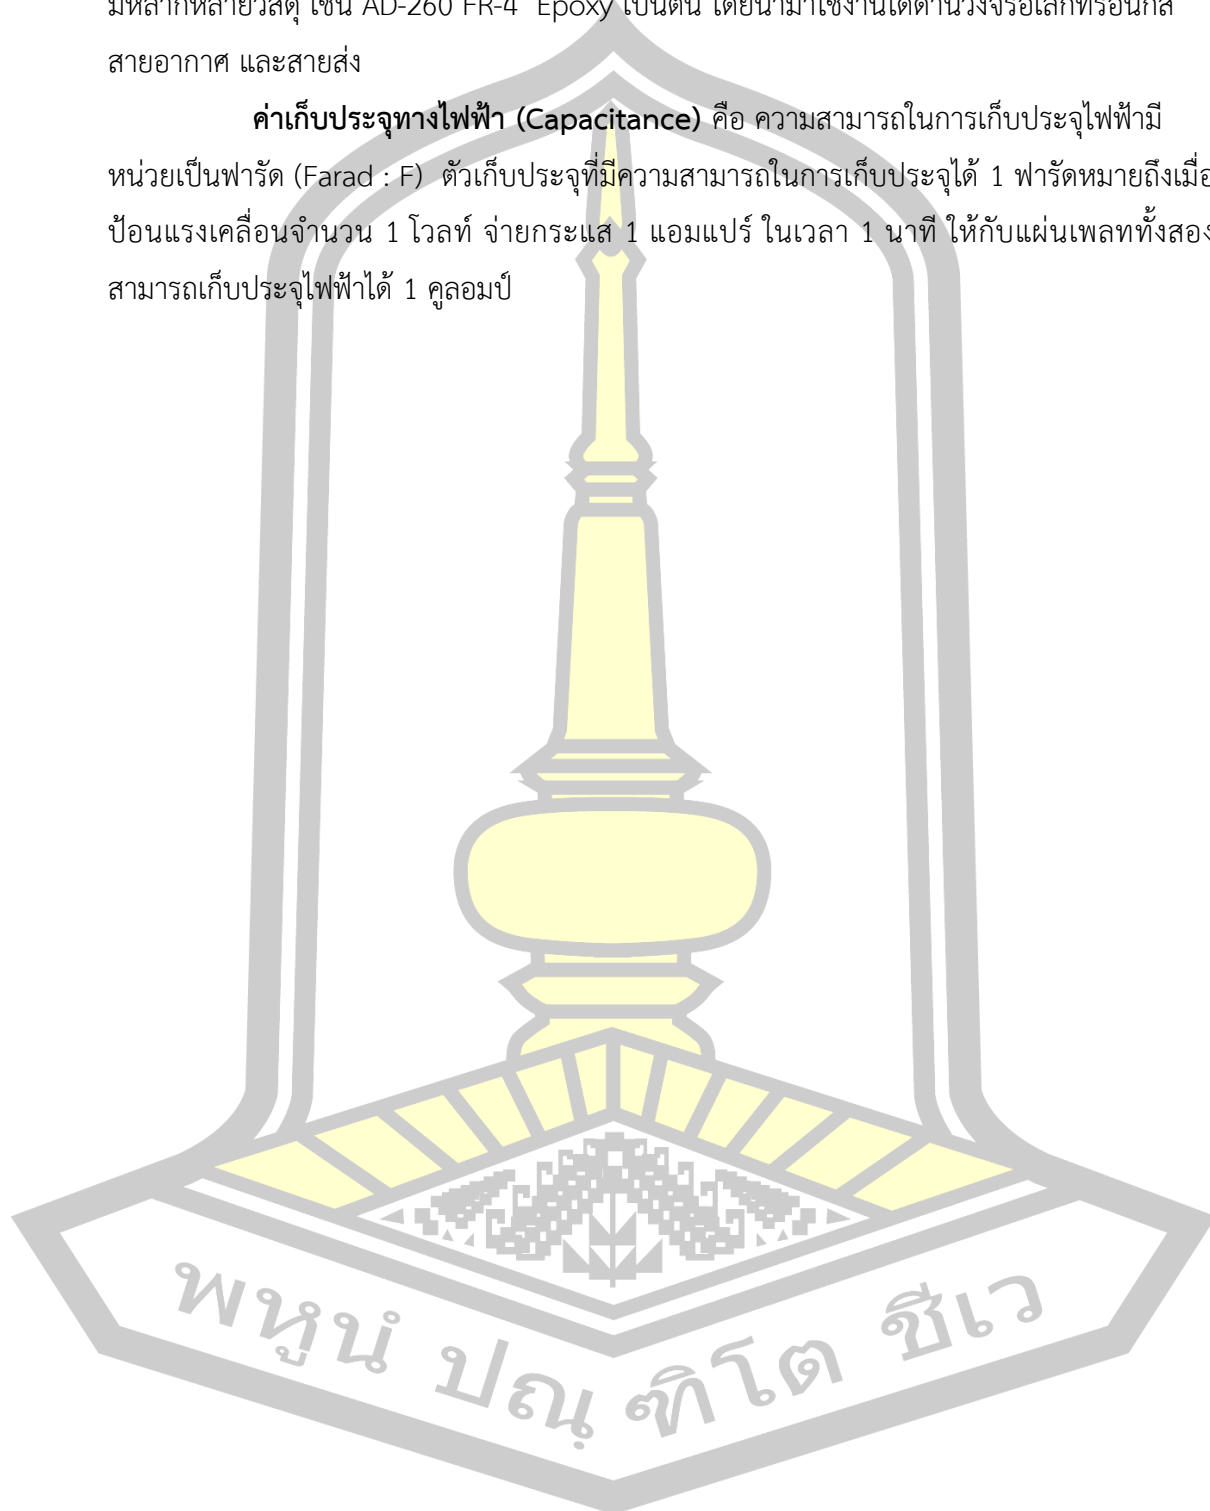 มีหลากหลายวัสดุ เช่น AD-260 FR-4 Epoxy เป็นต้น โดยนำมาใช้งานได้ด้านวงจรอิเล็กทรอนิกส์
สายอากาศ และสายส่ง
ค่าเก็บประจุทางไฟฟ้า (Capacitance) คือ ความสามารถในการเก็บประจุไฟฟ้ามี
หน่วยเป็นฟารัด (Farad : F) ตัวเก็บประจุที่มีความสามารถในการเก็บประจุได้ 1 ฟารัดหมายถึงเมื่อ
ป้อนแรงเคลื่อนจำนวน 1 โวลท์ จ่ายกระแส 1 แอมแปร์ ในเวลา 1 นาที ให้กับแผ่นเพลททั้งสอง
สามารถเก็บประจุไฟฟ้าได้ 1 คูลอมป์
พหูนํ ปณฺฑิโต ชีเว